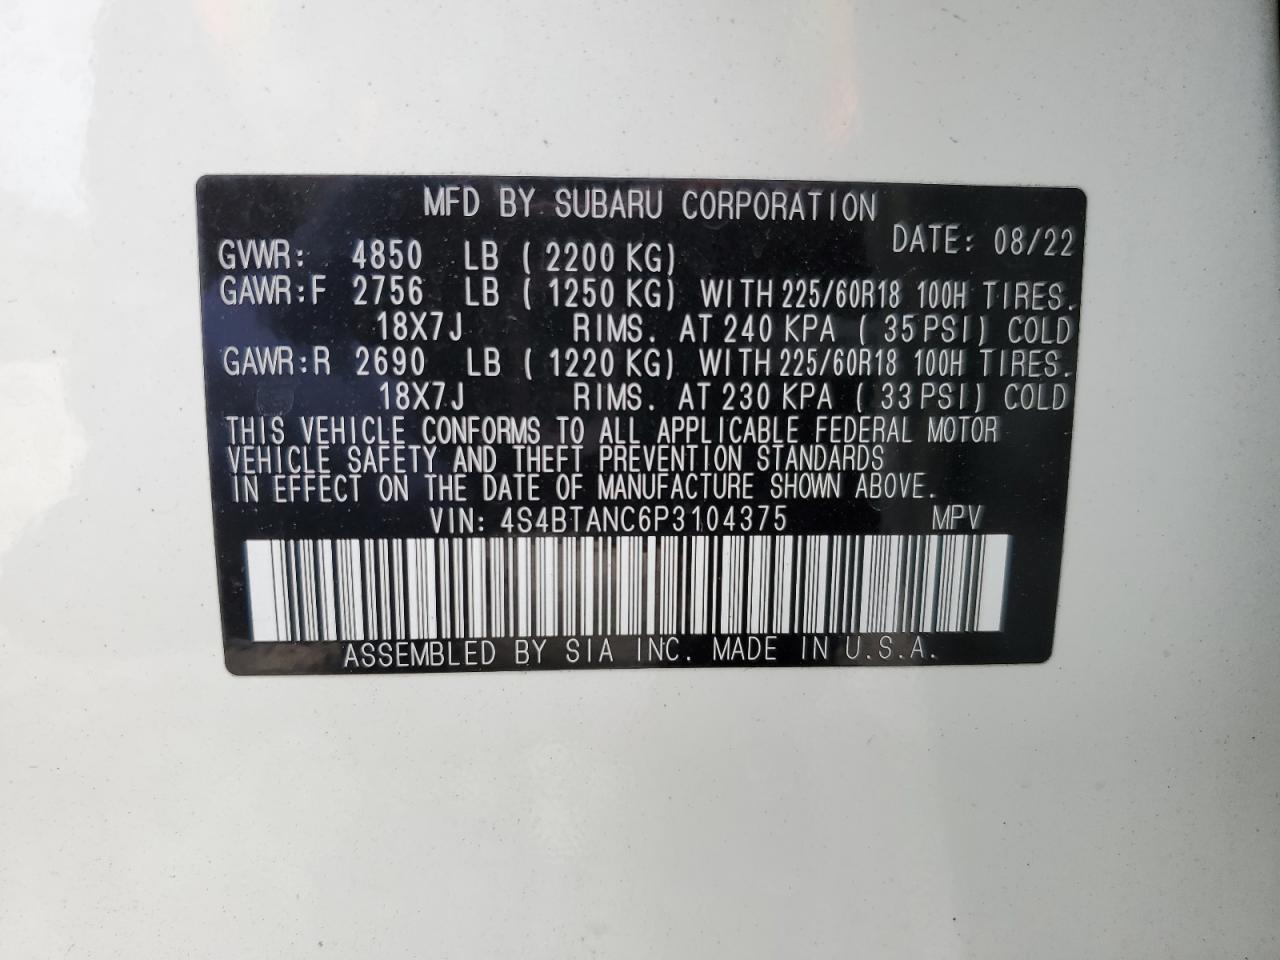 MFD BY SUBARU CORPORATION
DATE: 08/22
GVWR: 4850 LB ( 2200 KG)
GAWR:F 2756 LB ( 1250 KG) WITH 225/60R18 100H TIRES.
18X7J RIMS. AT 240 KPA ( 35 PSI) COLD
GAWR:R 2690 LB ( 1220 KG) WITH 225/60R18 100H TIRES.
18X7J RIMS. AT 230 KPA ( 33 PSI) COLD
THIS VEHICLE CONFORMS TO ALL APPLICABLE FEDERAL MOTOR
VEHICLE SAFETY AND THEFT PREVENTION STANDARDS
IN EFFECT ON THE DATE OF MANUFACTURE SHOWN ABOVE.
VIN: 4S4BTANC6P3104375 MPV
ASSEMBLED BY SIA INC. MADE IN U.S.A.